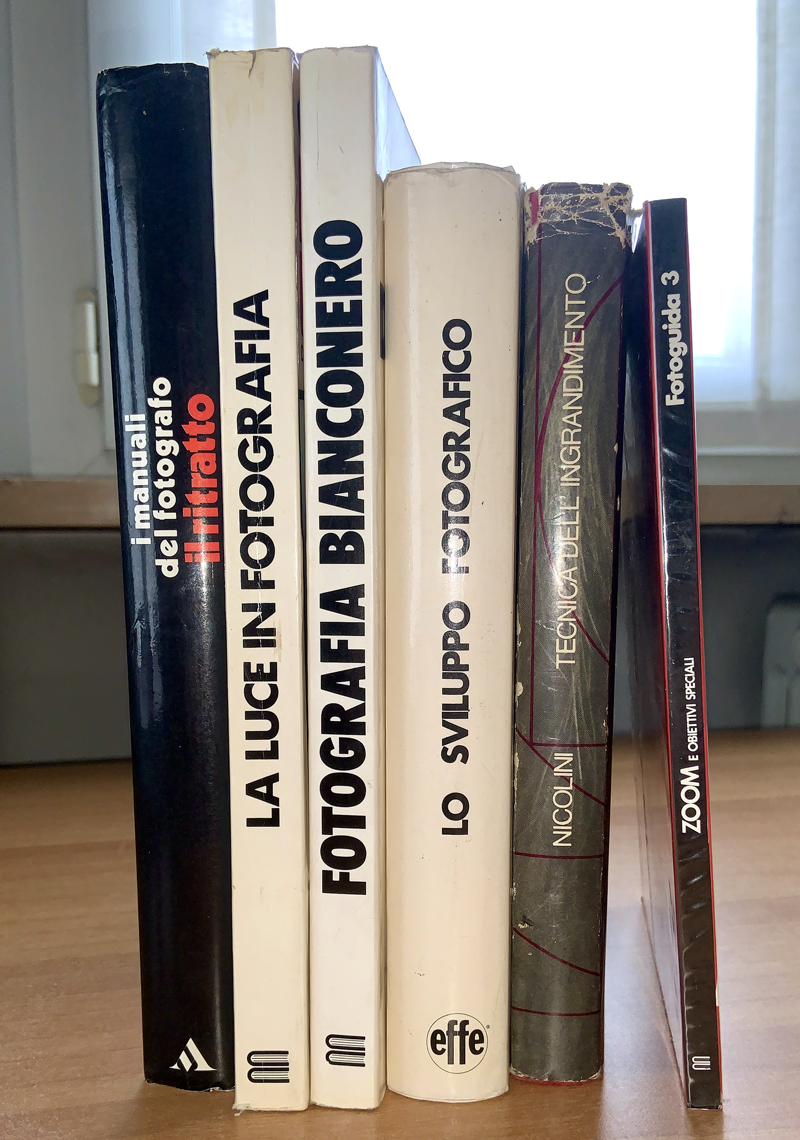 i manuali
del fotografo
il ritratto
LA LUCE IN FOTOGRAFIA
FOTOGRAFIA BIANCONERO
LO SVILUPPO FOTOGRAFICO
effe
NICOLINI TECNICA DELL'INGRANDIMENTO
Fotoguida 3
ZOOM E OBIETTIVI SPECIALI